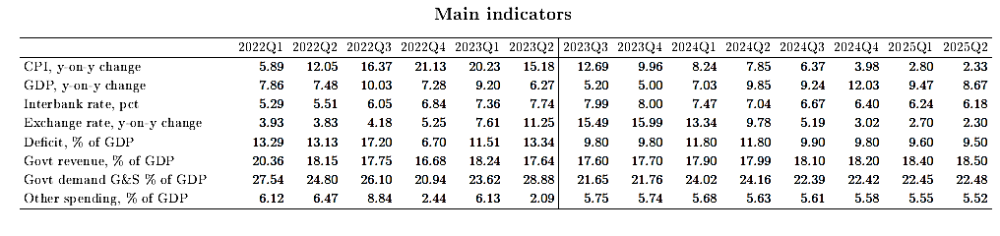 Main indicators
2022Q1 2022Q2 2022Q3 2022Q4 2023Q1 2023Q2 2023Q3 2023Q4 2024Q1 2024Q2 2024Q3 2024Q4 2025Q1 2025Q2
CPI, y-on-y change 5.89 12.05 16.37 21.13 20.23 15.18 12.69 9.96 8.24 7.85 6.37 3.98 2.80 2.33
GDP, y-on-y change 7.86 7.48 10.03 7.28 9.20 6.27 5.20 5.00 7.03 9.85 9.24 12.03 9.47 8.67
Interbank rate, pct 5.29 5.51 6.05 6.84 7.36 7.74 7.99 8.00 7.47 7.04 6.67 6.40 6.24 6.18
Exchange rate, y-on-y change 3.93 3.83 4.18 5.25 7.61 11.25 15.49 15.99 13.34 9.78 5.19 3.02 2.70 2.30
Deficit, % of GDP 13.29 13.13 17.20 6.70 11.51 13.34 9.80 9.80 11.80 11.80 9.90 9.80 9.60 9.50
Govt revenue, % of GDP 20.36 18.15 17.75 16.68 18.24 17.64 17.60 17.70 17.90 17.99 18.10 18.20 18.40 18.50
Govt demand G&S % of GDP 27.54 24.80 26.10 20.94 23.62 28.88 21.65 21.76 24.02 24.16 22.39 22.42 22.45 22.48
Other spending, % of GDP 6.12 6.47 8.84 2.44 6.13 2.09 5.75 5.74 5.68 5.63 5.61 5.58 5.55 5.52